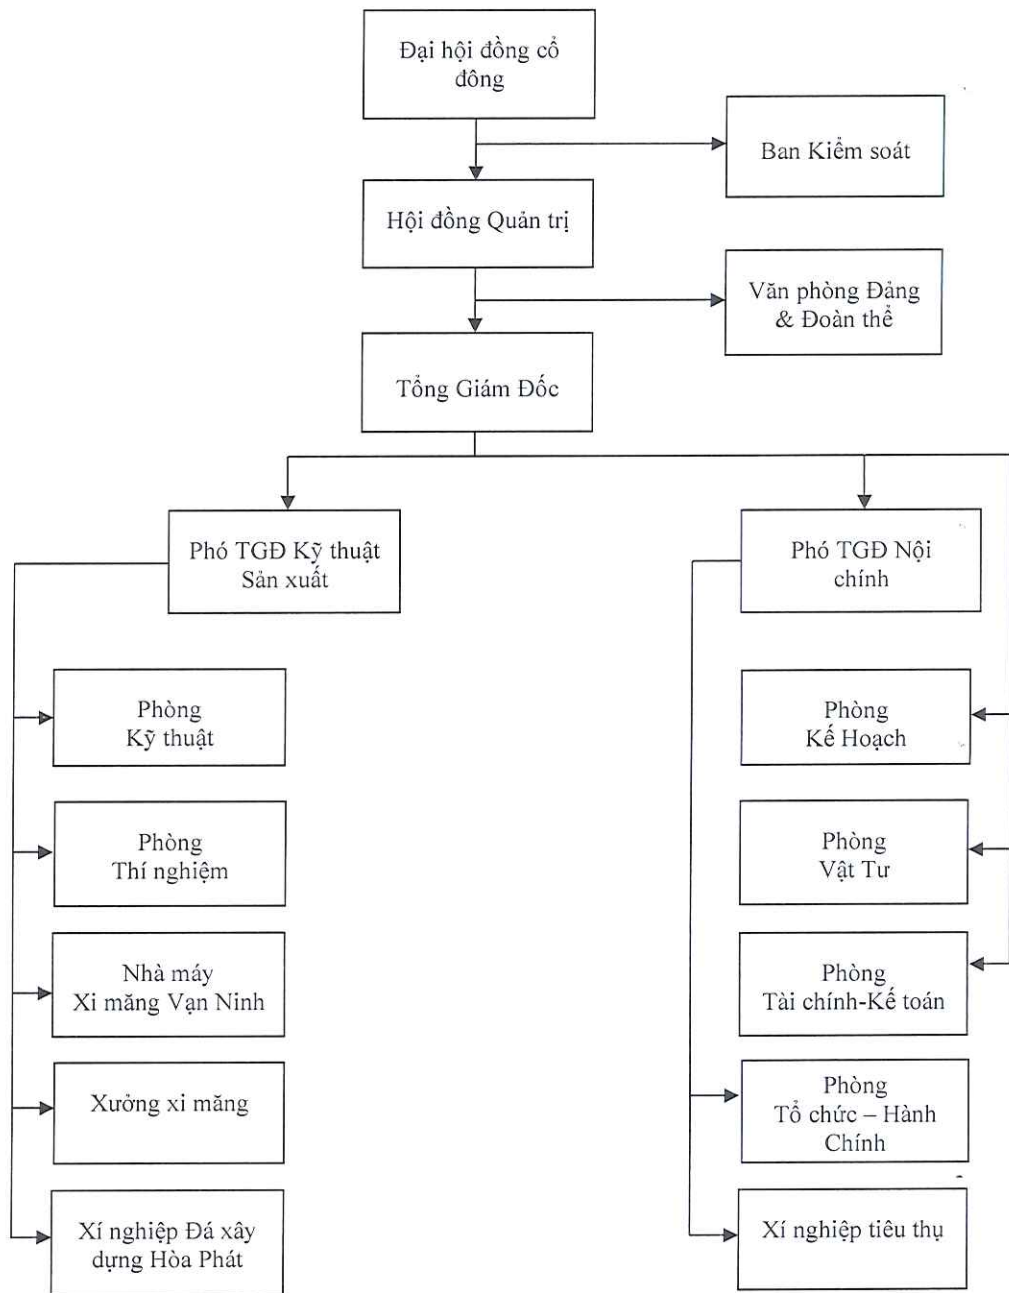 Đại hội đồng cổ
đông
Ban Kiểm soát
Hội đồng Quản trị
Văn phòng Đảng
& Đoàn thể
Tổng Giám Đốc
Phó TGĐ Kỹ thuật
Sản xuất
Phó TGĐ Nội
chính
Phòng
Kỹ thuật
Phòng
Kế Hoạch
Phòng
Thí nghiệm
Phòng
Vật Tư
Nhà máy
Xi măng Vạn Ninh
Phòng
Tài chính-Kế toán
Xưởng xi măng
Phòng
Tổ chức – Hành
Chính
Xí nghiệp Đá xây
dựng Hòa Phát
Xí nghiệp tiêu thụ